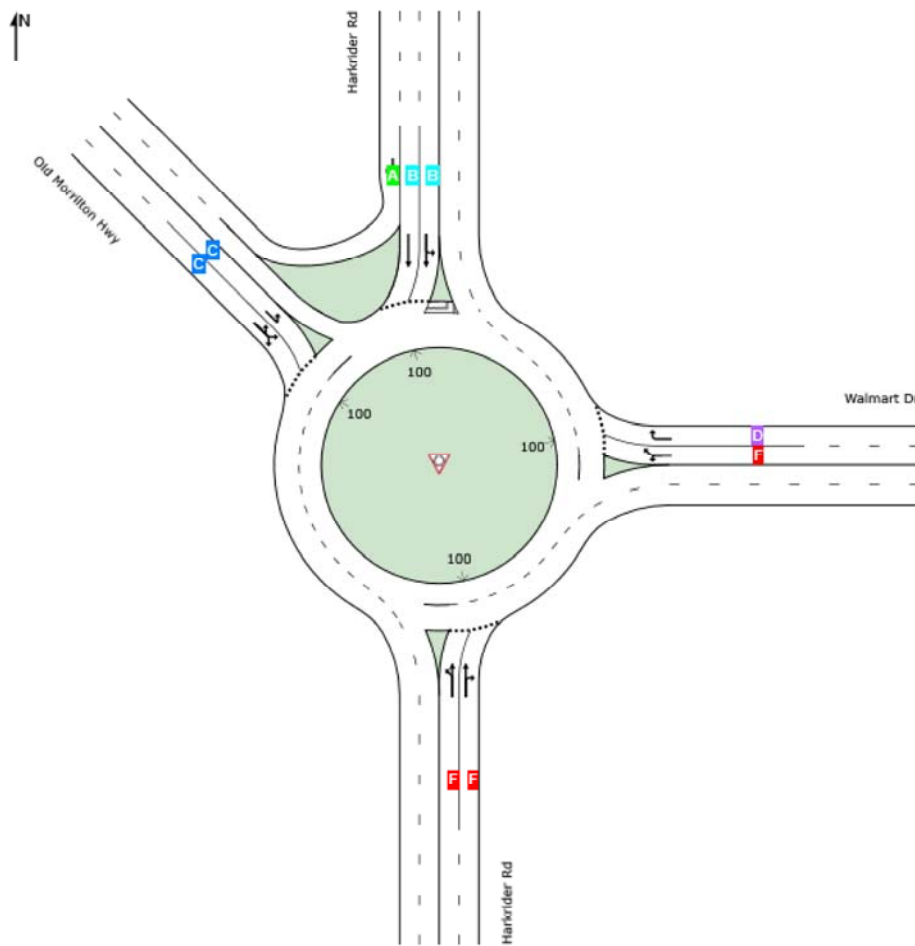 N
Harkrider Rd
Old Morrilton Hwy
A B B
C
C
100
100
100
Walmart Dr
D
F
100
F F
Harkrider Rd